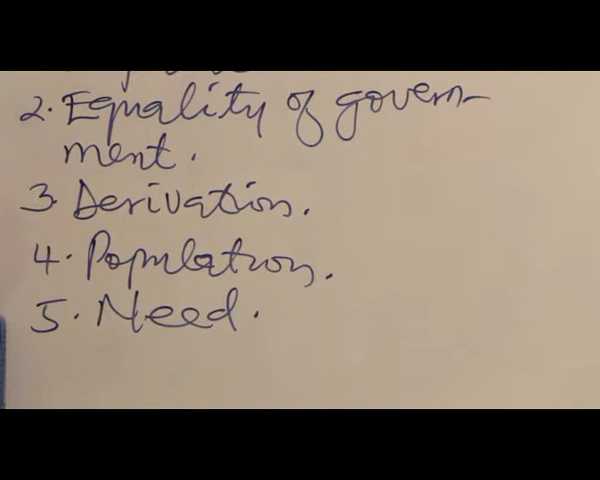 2. Equality of govern-
ment.
3. Derivation.
4. Population.
5. Need.